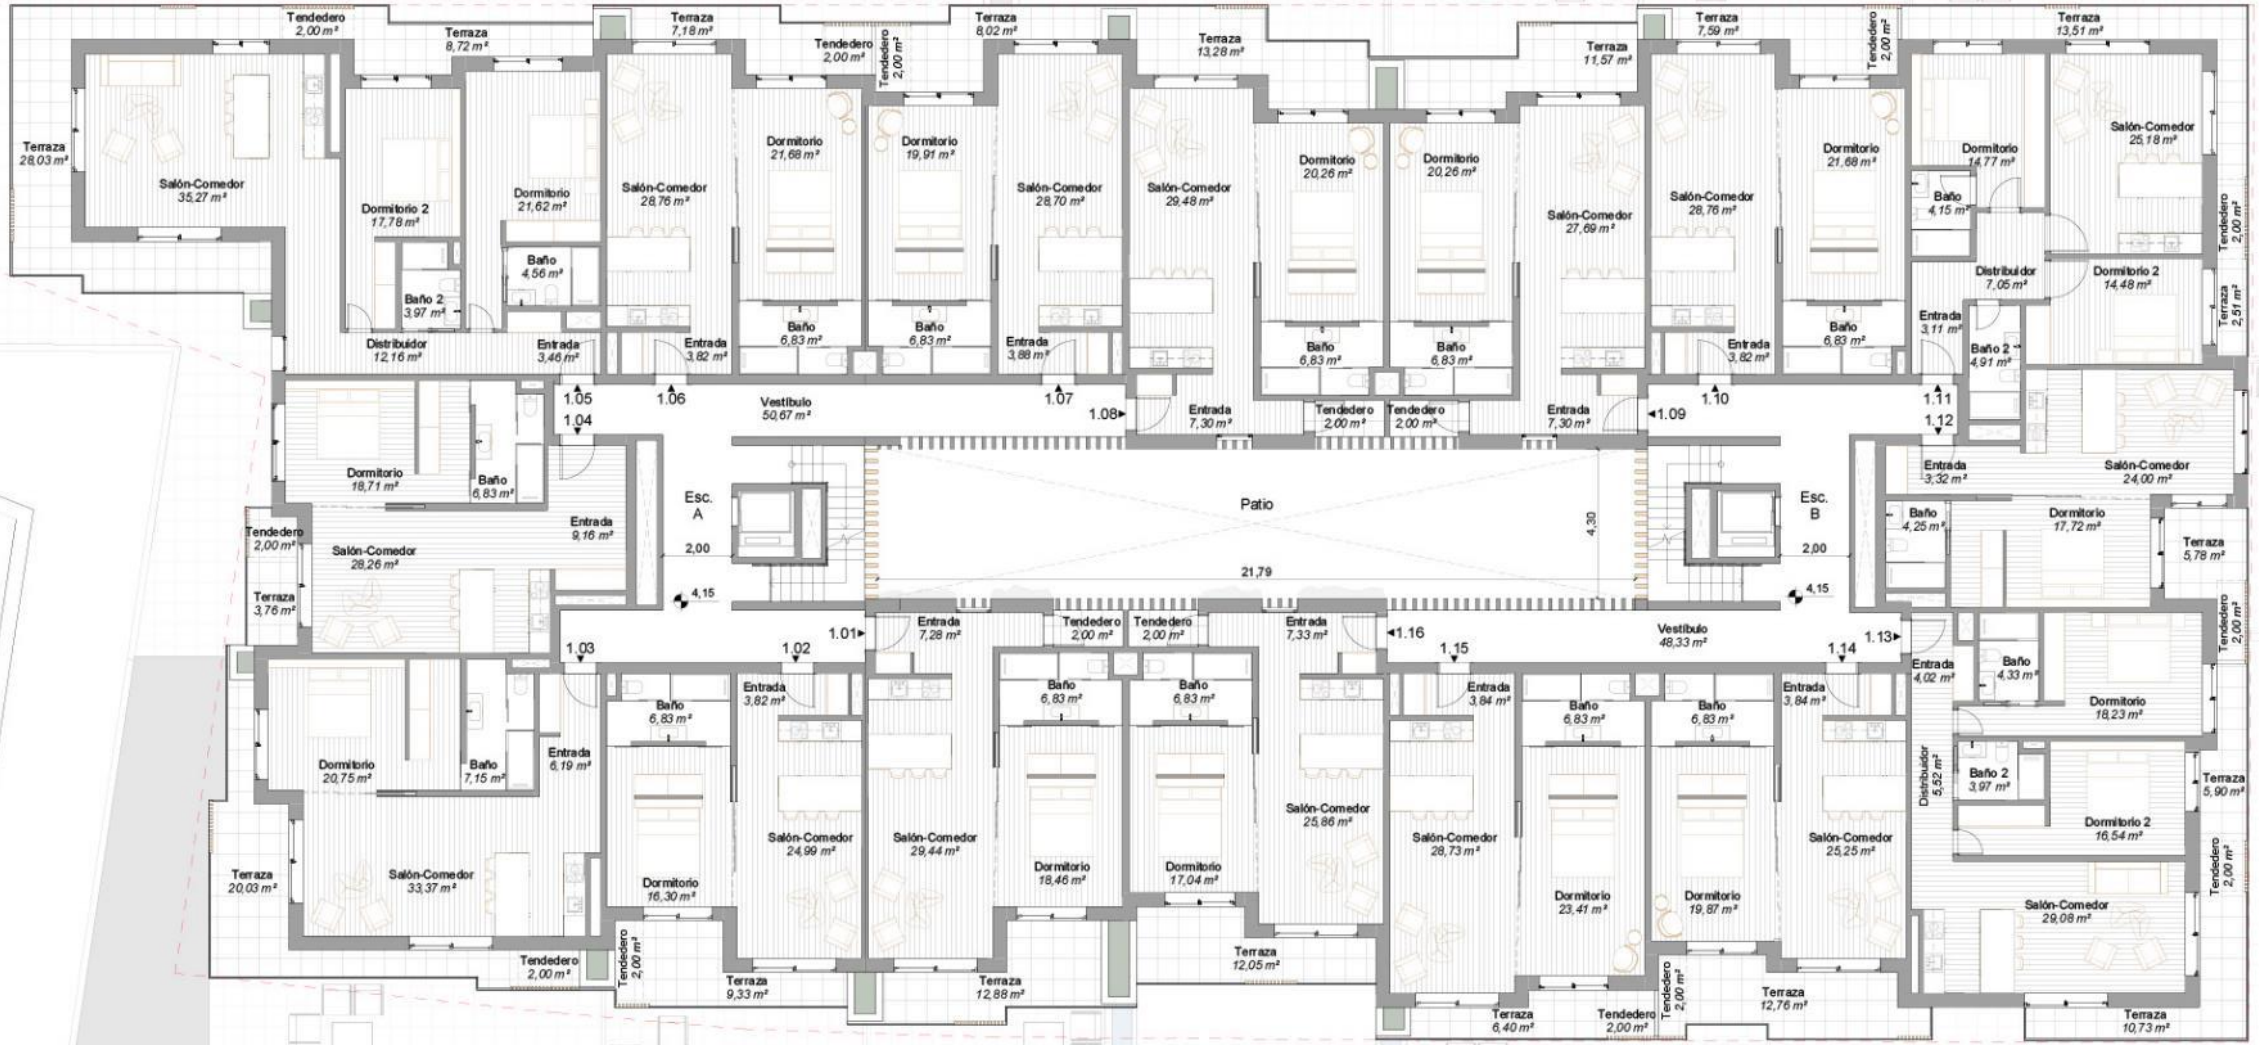 Tendedero
2,00 m²
Terraza
8,72 m²
Terraza
7,18 m²
Tendedero
2,00 m²
Tendedero
2,00 m²
Terraza
8,02 m²
Terraza
13,28 m²
Terraza
11,57 m²
Terraza
7,59 m²
Tendedero
2,00 m²
Terraza
13,51 m²
Terraza
28,03 m²
Salón-Comedor
35,27 m²
Dormitorio 2
17,78 m²
Dormitorio
21,62 m²
Salón-Comedor
28,76 m²
Dormitorio
21,68 m²
Dormitorio
19,91 m²
Salón-Comedor
28,70 m²
Salón-Comedor
29,48 m²
Dormitorio
20,26 m²
Dormitorio
20,26 m²
Salón-Comedor
27,69 m²
Salón-Comedor
28,76 m²
Dormitorio
21,68 m²
Dormitorio
14,77 m²
Salón-Comedor
25,18 m²
Baño
4,15 m²
Tendedero
2,00 m²
Baño
4,56 m²
Baño 2
3,97 m²
Distribuidor
7,05 m²
Dormitorio 2
14,48 m²
Terraza
2,51 m²
Distribuidor
12,16 m²
Entrada
3,46 m²
Entrada
3,82 m²
Baño
6,83 m²
Baño
6,83 m²
Entrada
3,88 m²
Baño
6,83 m²
Baño
6,83 m²
Entrada
3,82 m²
Baño
6,83 m²
Entrada
3,11 m²
Baño 2
4,91 m²
1.05
1.04
1.06
Vestíbulo
50,67 m²
1.07
1.08
Entrada
7,30 m²
Tendedero
2,00 m²
Tendedero
2,00 m²
Entrada
7,30 m²
1.09
1.10
1.11
1.12
Dormitorio
18,71 m²
Baño
6,83 m²
Entrada
9,16 m²
Esc.
A
2,00
4,15
Patio
4,30
21,79
Esc.
B
2,00
4,15
Entrada
3,32 m²
Salón-Comedor
24,00 m²
Baño
4,25 m²
Dormitorio
17,72 m²
Terraza
5,78 m²
Tendedero
2,00 m²
Tendedero
2,00 m²
Salón-Comedor
28,26 m²
Terraza
3,76 m²
1.03
1.02
1.01
Entrada
7,28 m²
Tendedero
2,00 m²
Tendedero
2,00 m²
Entrada
7,33 m²
1.16
1.15
Vestíbulo
48,33 m²
1.14
1.13
Entrada
4,02 m²
Baño
4,33 m²
Dormitorio
18,23 m²
Dormitorio
20,75 m²
Baño
7,15 m²
Entrada
6,19 m²
Baño
6,83 m²
Entrada
3,82 m²
Baño
6,83 m²
Baño
6,83 m²
Entrada
3,84 m²
Baño
6,83 m²
Baño
6,83 m²
Entrada
3,84 m²
Distribuidor
5,52 m²
Baño 2
3,97 m²
Terraza
5,90 m²
Dormitorio 2
16,54 m²
Tendedero
2,00 m²
Terraza
20,03 m²
Salón-Comedor
33,37 m²
Dormitorio
16,30 m²
Salón-Comedor
24,99 m²
Salón-Comedor
29,44 m²
Dormitorio
18,46 m²
Dormitorio
17,04 m²
Salón-Comedor
25,86 m²
Salón-Comedor
28,73 m²
Dormitorio
23,41 m²
Dormitorio
19,87 m²
Salón-Comedor
25,25 m²
Salón-Comedor
29,08 m²
Tendedero
2,00 m²
Tendedero
2,00 m²
Terraza
9,33 m²
Terraza
12,88 m²
Terraza
12,05 m²
Terraza
6,40 m²
Tendedero
2,00 m²
Tendedero
2,00 m²
Terraza
12,76 m²
Terraza
10,73 m²